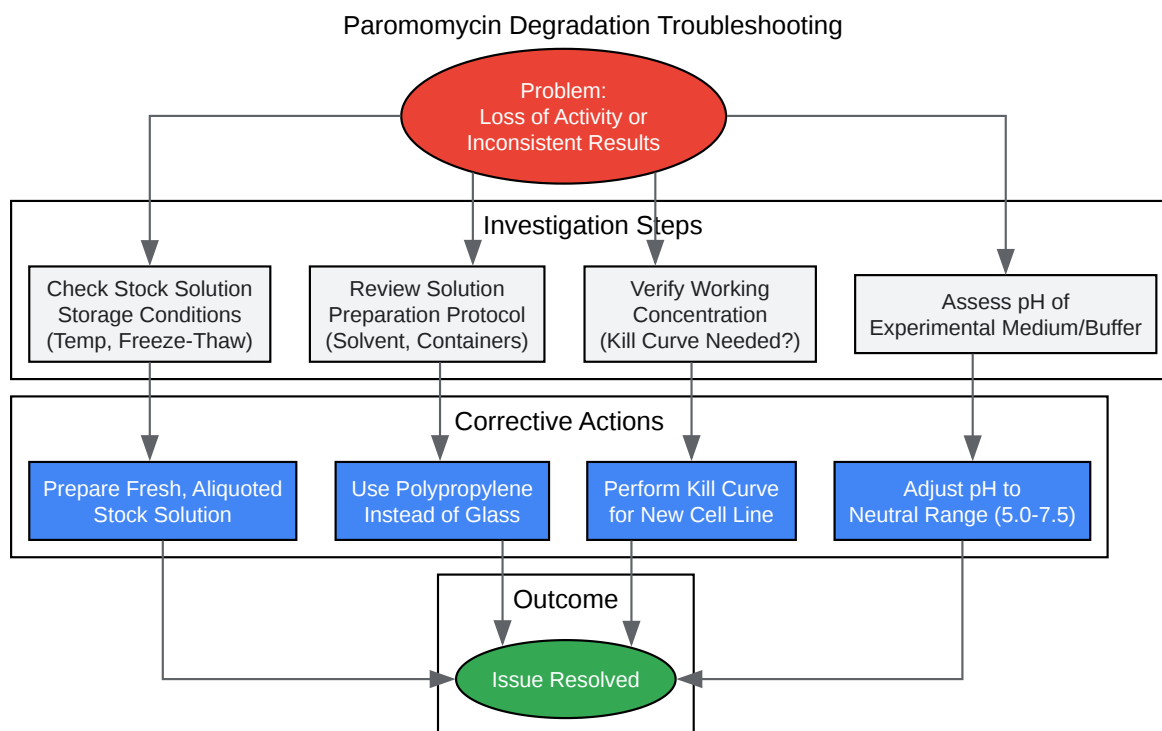 Paromomycin Degradation Troubleshooting
Problem:
Loss of Activity or
Inconsistent Results
Investigation Steps
Check Stock Solution
Storage Conditions
(Temp, Freeze-Thaw)
Review Solution
Preparation Protocol
(Solvent, Containers)
Verify Working
Concentration
(Kill Curve Needed?)
Assess pH of
Experimental Medium/Buffer
Corrective Actions
Prepare Fresh, Aliquoted
Stock Solution
Use Polypropylene
Instead of Glass
Perform Kill Curve
for New Cell Line
Adjust pH to
Neutral Range (5.0-7.5)
Outcome
Issue Resolved